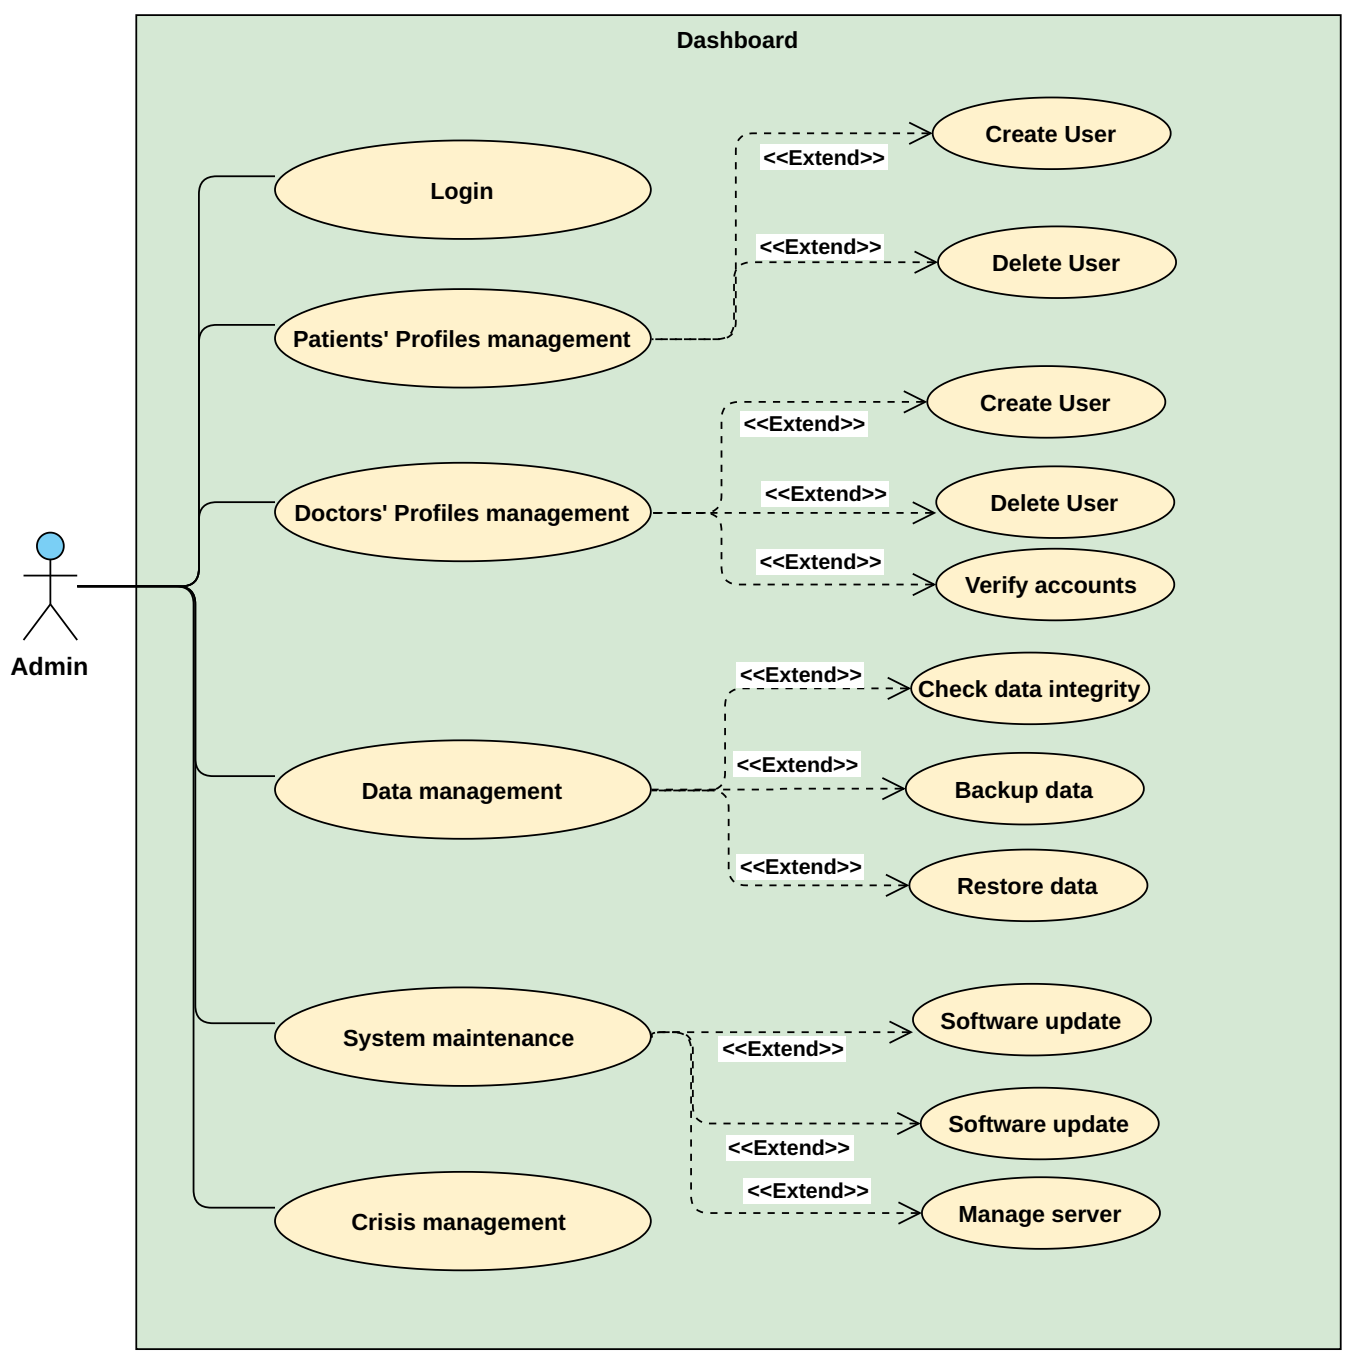 Dashboard
Create User
<<Extend>>
Login
<<Extend>>
Delete User
Patients' Profiles management
Create User
<<Extend>>
<<Extend>>
Delete User
Doctors' Profiles management
<<Extend>>
Verify accounts
Admin
<<Extend>>
Check data integrity
<<Extend>>
Backup data
Data management
<<Extend>>
Restore data
Software update
System maintenance
<<Extend>>
Software update
<<Extend>>
<<Extend>>
Manage server
Crisis management